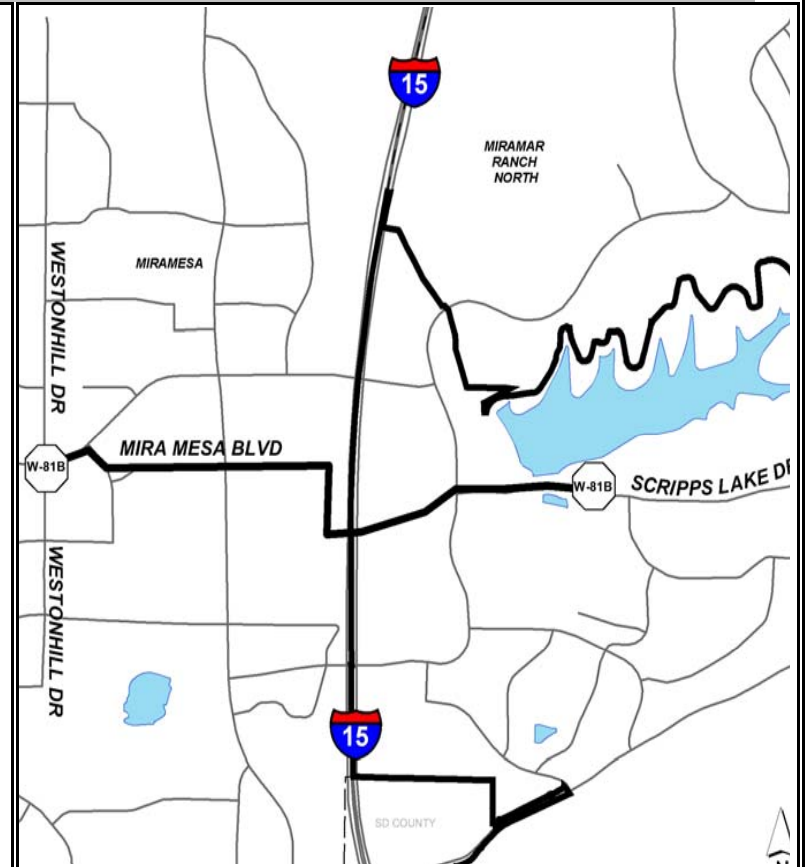 15
MIRAMAR
RANCH
NORTH
MIRAMESA
WESTONHILL DR
MIRA MESA BLVD
W-81B
W-81B
SCRIPPS LAKE
WESTONHILL DR
15
SD COUNTY